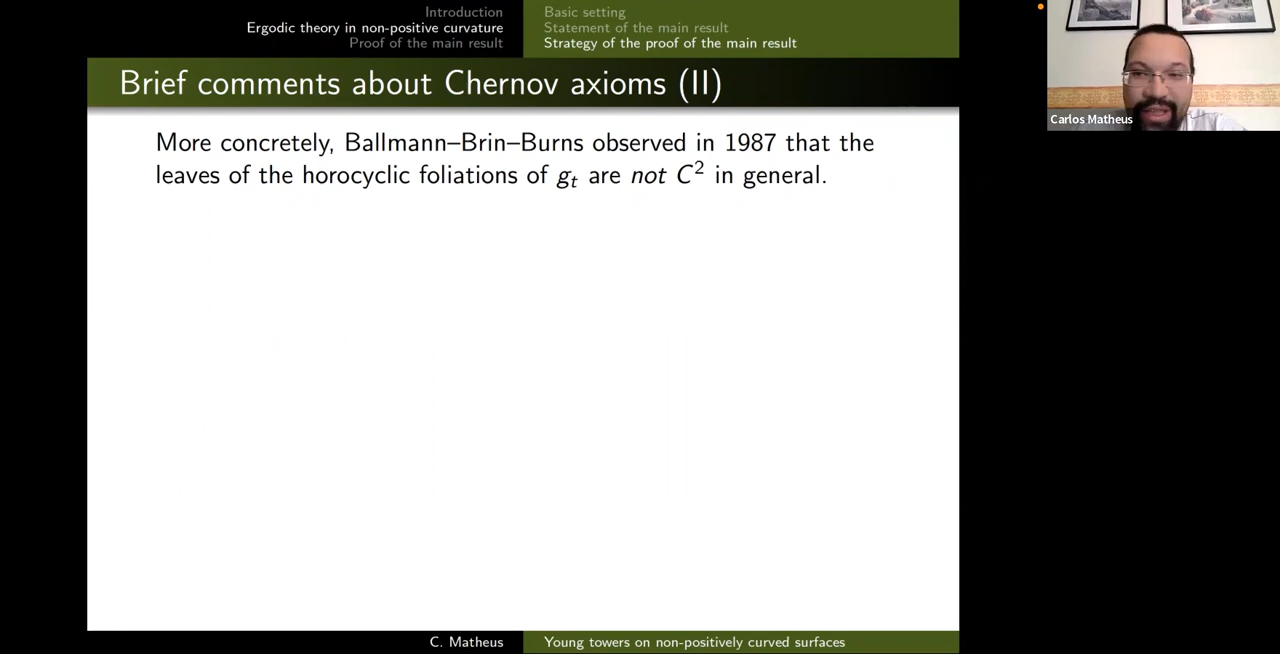 Introduction
Ergodic theory in non-positive curvature
Proof of the main result
Basic setting
Statement of the main result
Strategy of the proof of the main result
Brief comments about Chernov axioms (II)
More concretely, Ballmann–Brin–Burns observed in 1987 that the
leaves of the horocyclic foliations of gₜ are not C² in general.
C. Matheus
Young towers on non-positively curved surfaces
Carlos Matheus